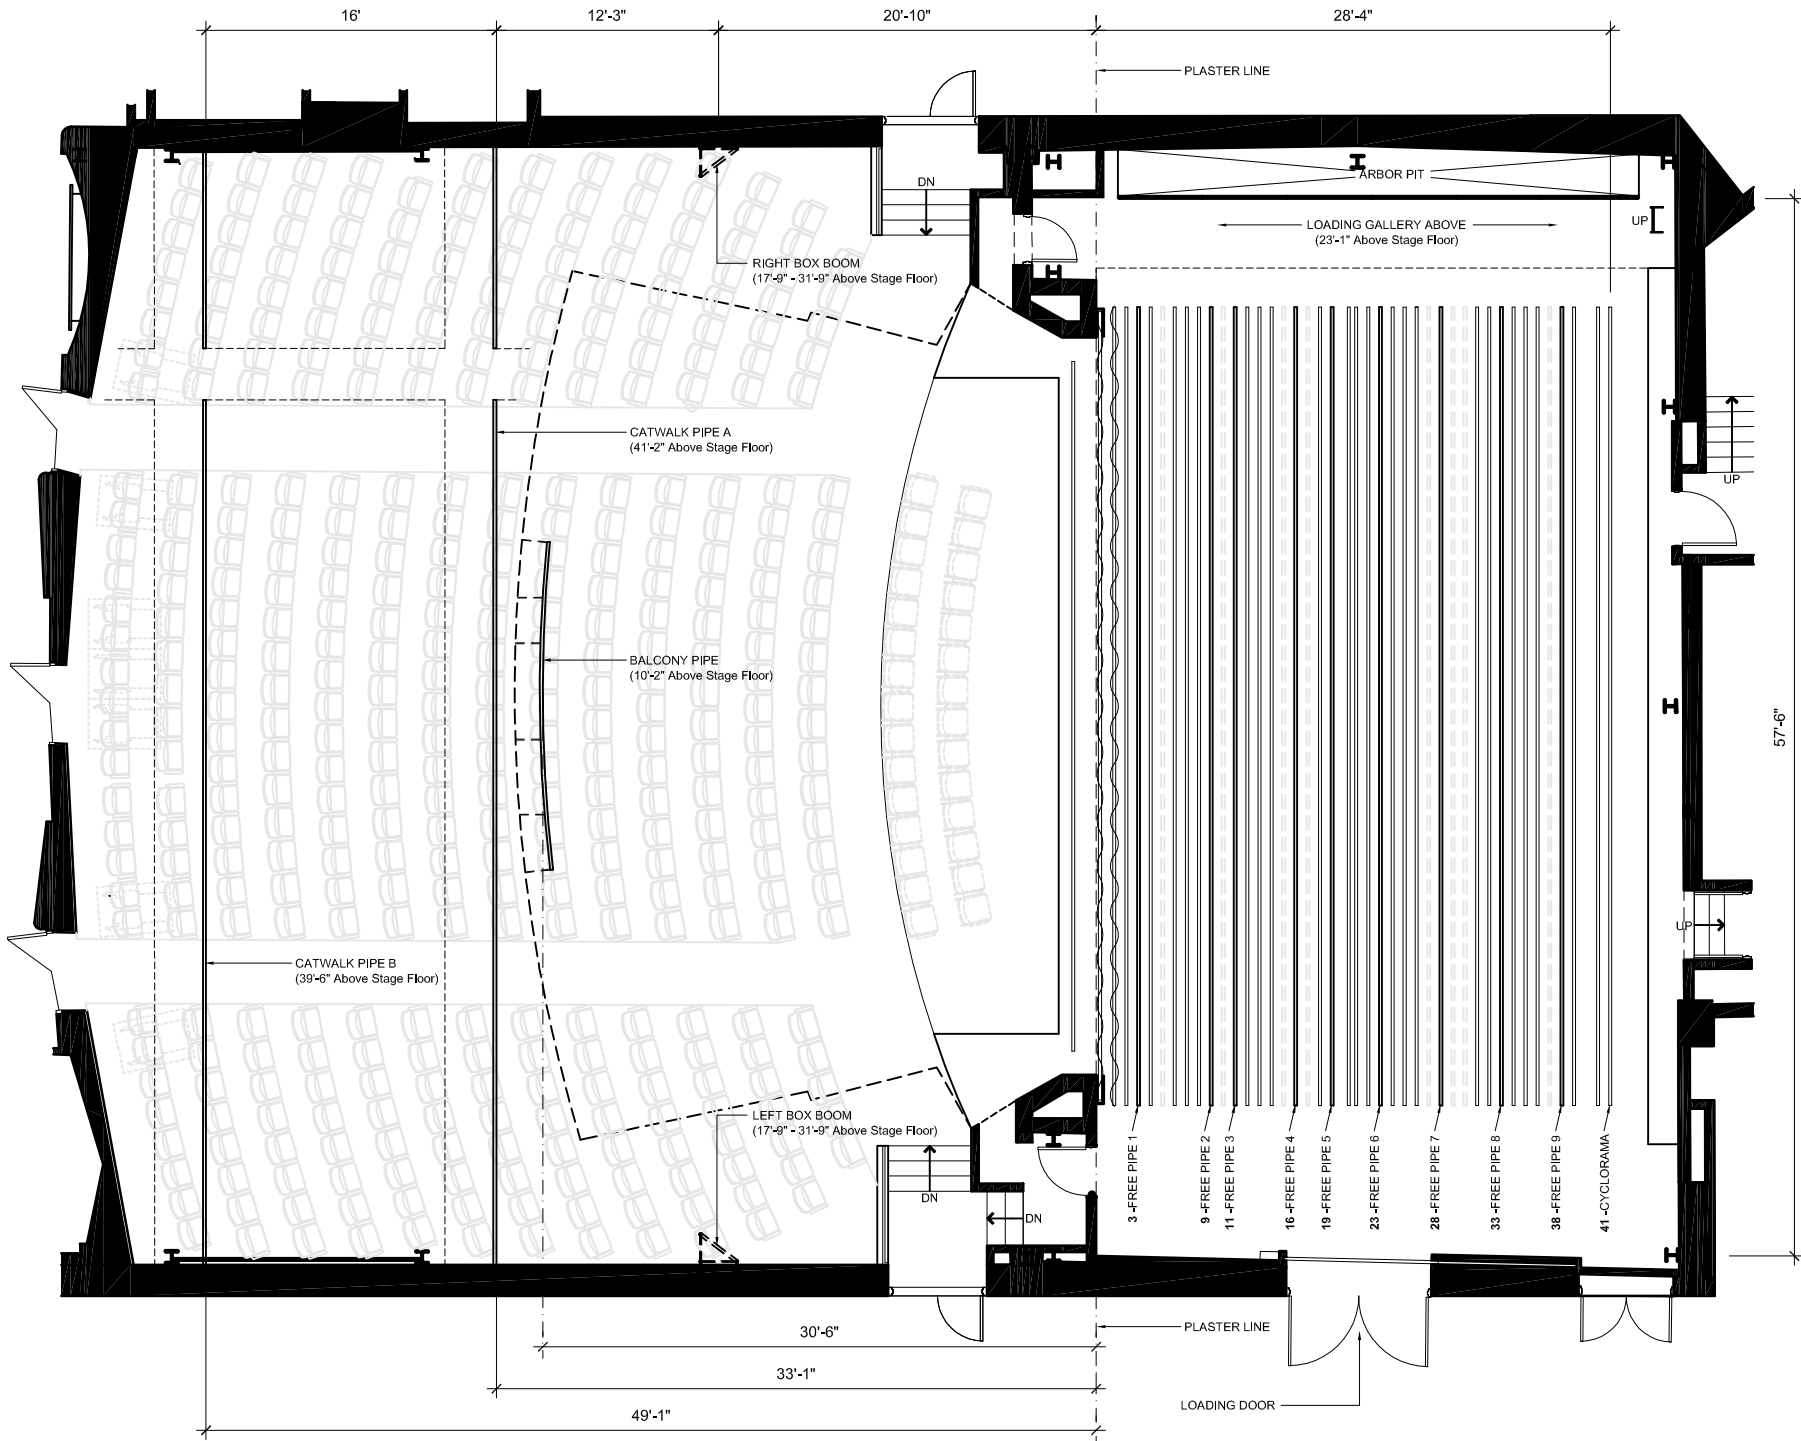 16'
12'-3"
20'-10"
28'-4"
PLASTER LINE
ARBOR PIT
DN
LOADING GALLERY ABOVE
(23'-1" Above Stage Floor)
UP
RIGHT BOX BOOM
(17'-9" - 31'-9" Above Stage Floor)
CATWALK PIPE A
(41'-2" Above Stage Floor)
UP
BALCONY PIPE
(10'-2" Above Stage Floor)
57'-6"
UP
CATWALK PIPE B
(39'-6" Above Stage Floor)
LEFT BOX BOOM
(17'-9" - 31'-9" Above Stage Floor)
3 -FREE PIPE 1
9 -FREE PIPE 2
11 -FREE PIPE 3
16 -FREE PIPE 4
19 -FREE PIPE 5
23 -FREE PIPE 6
28 -FREE PIPE 7
33 -FREE PIPE 8
38 -FREE PIPE 9
41 -CYCLORAMA
DN
DN
30'-6"
PLASTER LINE
33'-1"
LOADING DOOR
49'-1"